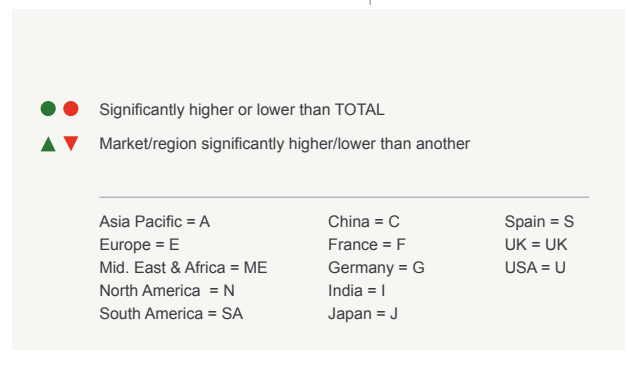 Significantly higher or lower than TOTAL
Market/region significantly higher/lower than another
Asia Pacific = A
Europe = E
Mid. East & Africa = ME
North America = N
South America = SA
China = C
France = F
Germany = G
India = I
Japan = J
Spain = S
UK = UK
USA = U